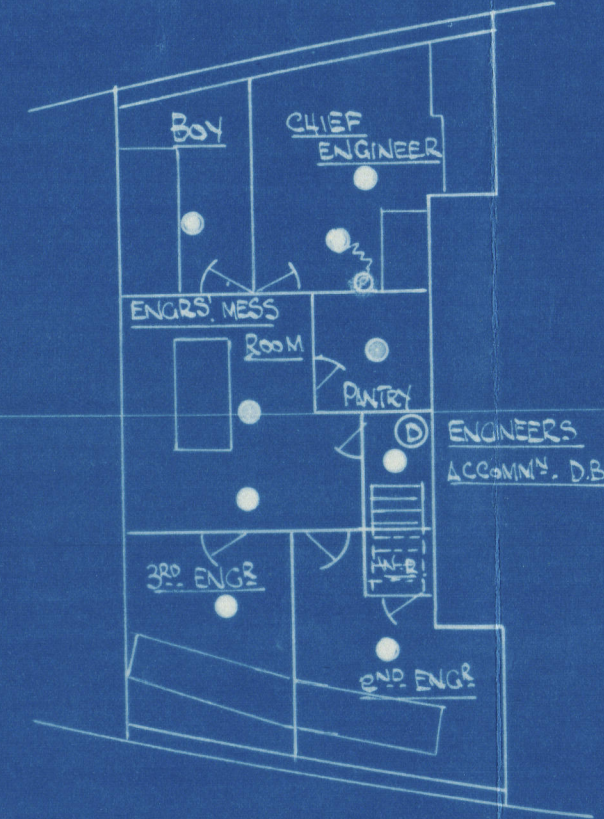 BOY
CHIEF
ENGINEER
P
ENGRS'. MESS
ROOM
PANTRY
D
ENGINEERS
ACCOMMN. D.B
3RD ENGR
2ND ENGR